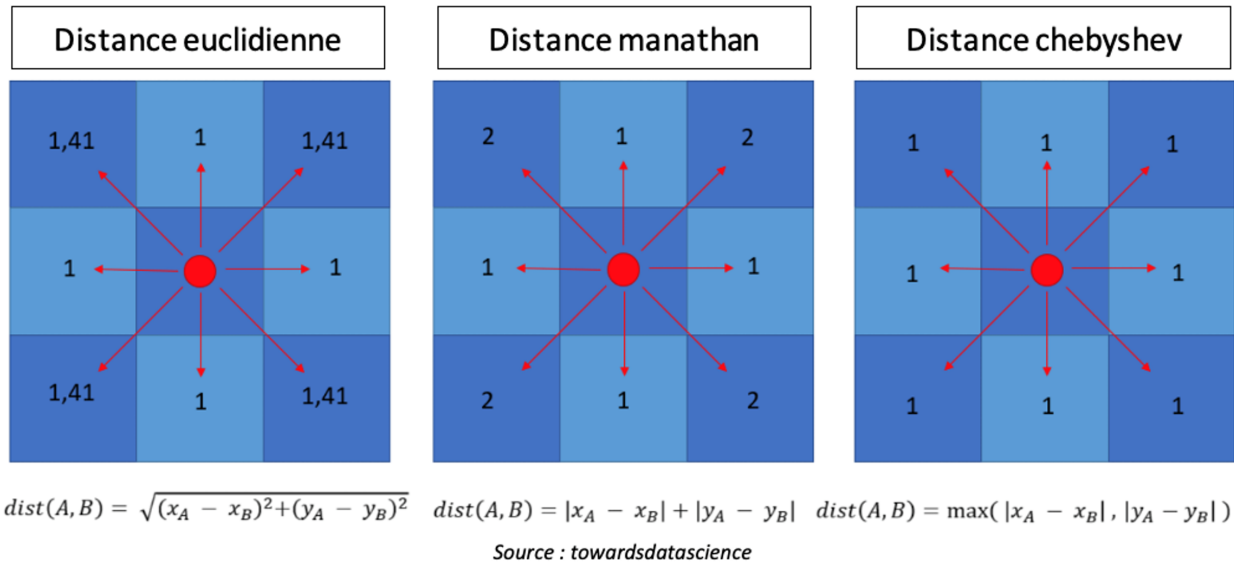 Distance euclidienne
Distance manathan
Distance chebyshev
1,41 1 1,41
2 1 2
1 1 1
1 1
1 1
1 1
1,41 1 1,41
2 1 2
1 1 1
dist(A, B) = √(x_A − x_B)²+(y_A − y_B)²
dist(A, B) = |x_A − x_B| + |y_A − y_B|
dist(A, B) = max( |x_A − x_B| , |y_A − y_B| )
Source : towardsdatascience